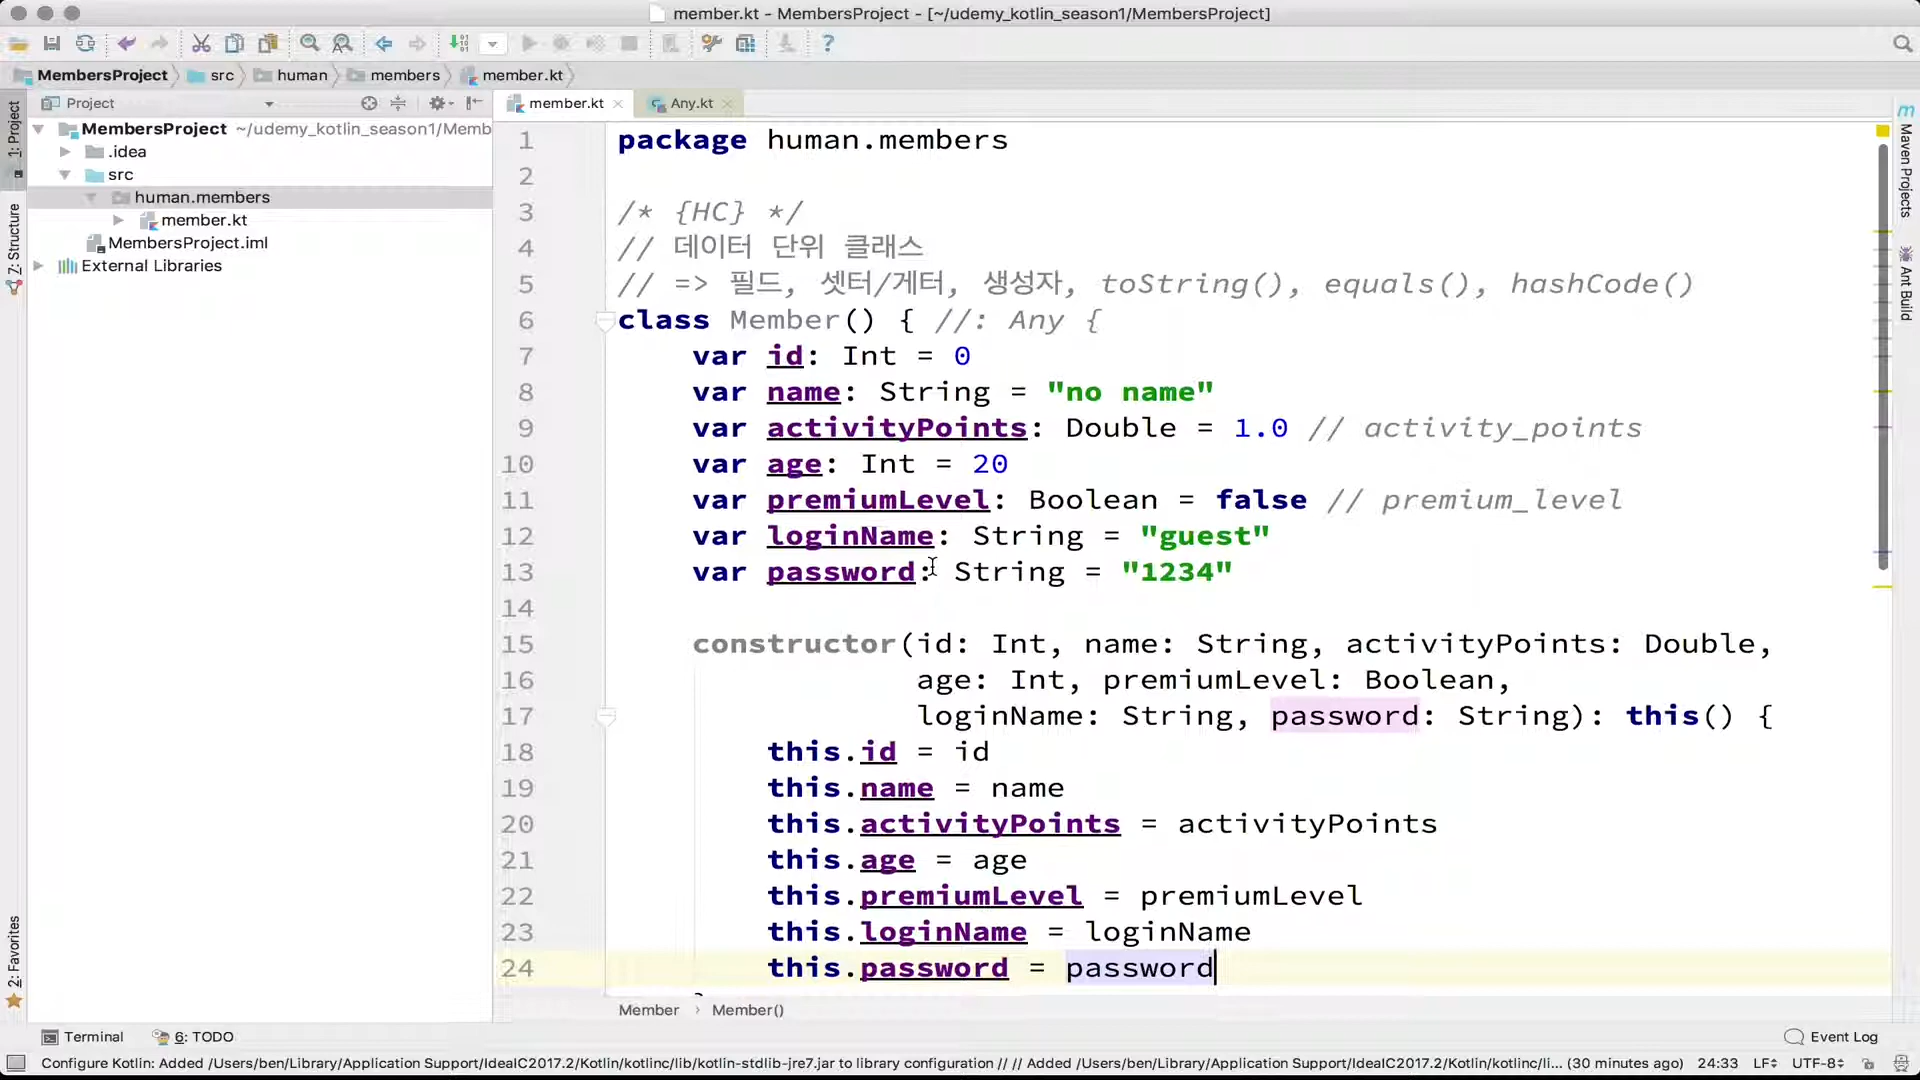 member.kt - MembersProject - [~/udemy_kotlin_season1/MembersProject]
MembersProject src human members member.kt
1: Project
Z: Structure
2: Favorites
Project
MembersProject ~/udemy_kotlin_season1/Memb
.idea
src
human.members
member.kt
MembersProject.iml
External Libraries
member.kt Any.kt
1 package human.members
2
3 /* {HC} */
4 // 데이터 단위 클래스
5 // => 필드, 셋터/게터, 생성자, toString(), equals(), hashCode()
6 class Member() { //: Any {
7 var id: Int = 0
8 var name: String = "no name"
9 var activityPoints: Double = 1.0 // activity_points
10 var age: Int = 20
11 var premiumLevel: Boolean = false // premium_level
12 var loginName: String = "guest"
13 var password: String = "1234"
14
15 constructor(id: Int, name: String, activityPoints: Double,
16 age: Int, premiumLevel: Boolean,
17 loginName: String, password: String): this() {
18 this.id = id
19 this.name = name
20 this.activityPoints = activityPoints
21 this.age = age
22 this.premiumLevel = premiumLevel
23 this.loginName = loginName
24 this.password = password
Member › Member()
Maven Projects
Ant Build
Terminal 6: TODO Event Log
Configure Kotlin: Added /Users/ben/Library/Application Support/IdeaIC2017.2/Kotlin/kotlinc/lib/kotlin-stdlib-jre7.jar to library configuration // // Added /Users/ben/Library/Application Support/IdeaIC2017.2/Kotlin/kotlinc/li... (30 minutes ago) 24:33 LF UTF-8